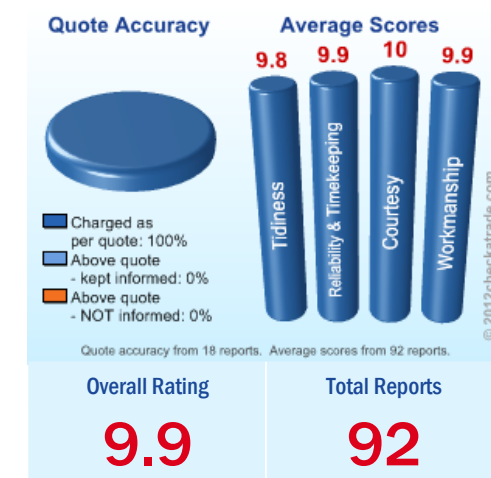 Quote Accuracy
Charged as
per quote: 100%
Above quote
- kept informed: 0%
Above quote
- NOT informed: 0%
Average Scores
9.8 9.9 10 9.9
Tidiness
Reliability & Timekeeping
Courtesy
Workmanship
© 2012checkatrade.com
Quote accuracy from 18 reports. Average scores from 92 reports.
Overall Rating
9.9
Total Reports
92